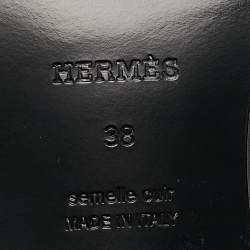 HERMÈS
38
semelle cuir
MADE IN ITALY